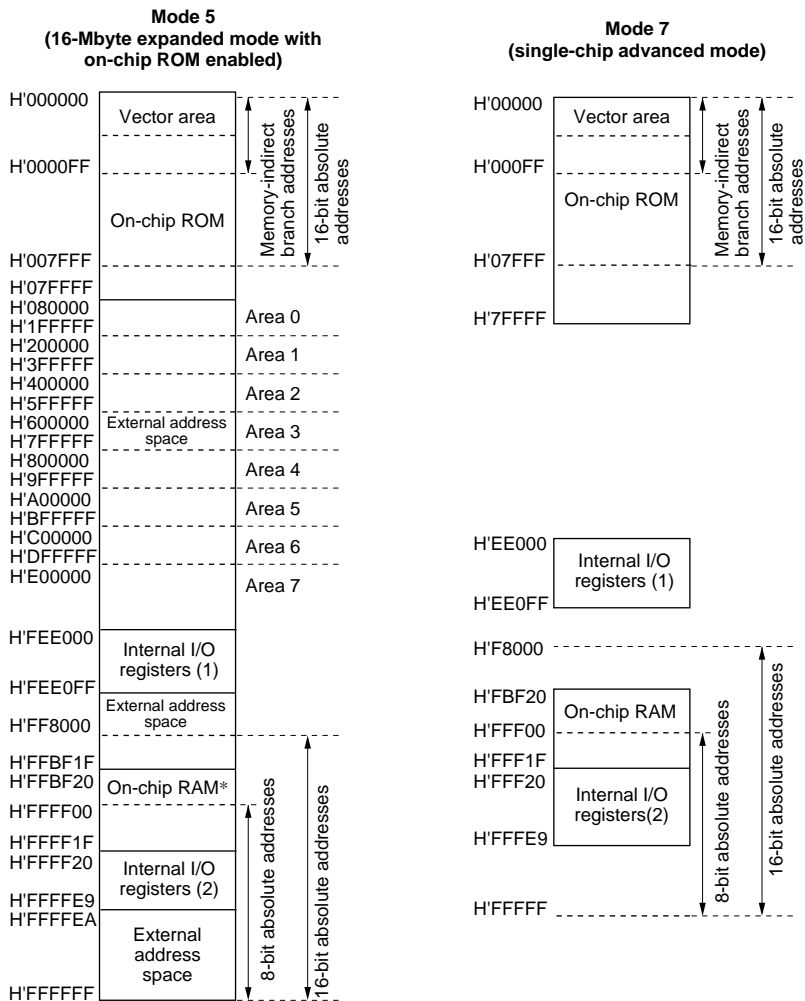 Mode 5
(16-Mbyte expanded mode with
on-chip ROM enabled)
H'000000
Vector area
H'0000FF
On-chip ROM
H'007FFF
H'07FFFF
H'080000
H'1FFFFF
H'200000
H'3FFFFF
H'400000
H'5FFFFF
H'600000
H'7FFFFF
H'800000
H'9FFFFF
H'A00000
H'BFFFFF
H'C00000
H'DFFFFF
H'E00000
External address
space
Area 0
Area 1
Area 2
Area 3
Area 4
Area 5
Area 6
Area 7
H'FEE000
Internal I/O
registers (1)
H'FEE0FF
External address
space
H'FF8000
H'FFBF1F
H'FFBF20
On-chip RAM*
H'FFFF00
H'FFFF1F
H'FFFF20
Internal I/O
registers (2)
H'FFFFE9
H'FFFFEA
External
address
space
H'FFFFFF
Memory-indirect
branch addresses
16-bit absolute
addresses
8-bit absolute addresses
16-bit absolute addresses
Mode 7
(single-chip advanced mode)
H'00000
Vector area
H'000FF
On-chip ROM
H'07FFF
H'7FFFF
Memory-indirect
branch addresses
16-bit absolute
addresses
H'EE000
Internal I/O
registers (1)
H'EE0FF
H'F8000
H'FBF20
On-chip RAM
H'FFF00
H'FFF1F
H'FFF20
Internal I/O
registers(2)
H'FFFE9
H'FFFFF
8-bit absolute addresses
16-bit absolute addresses